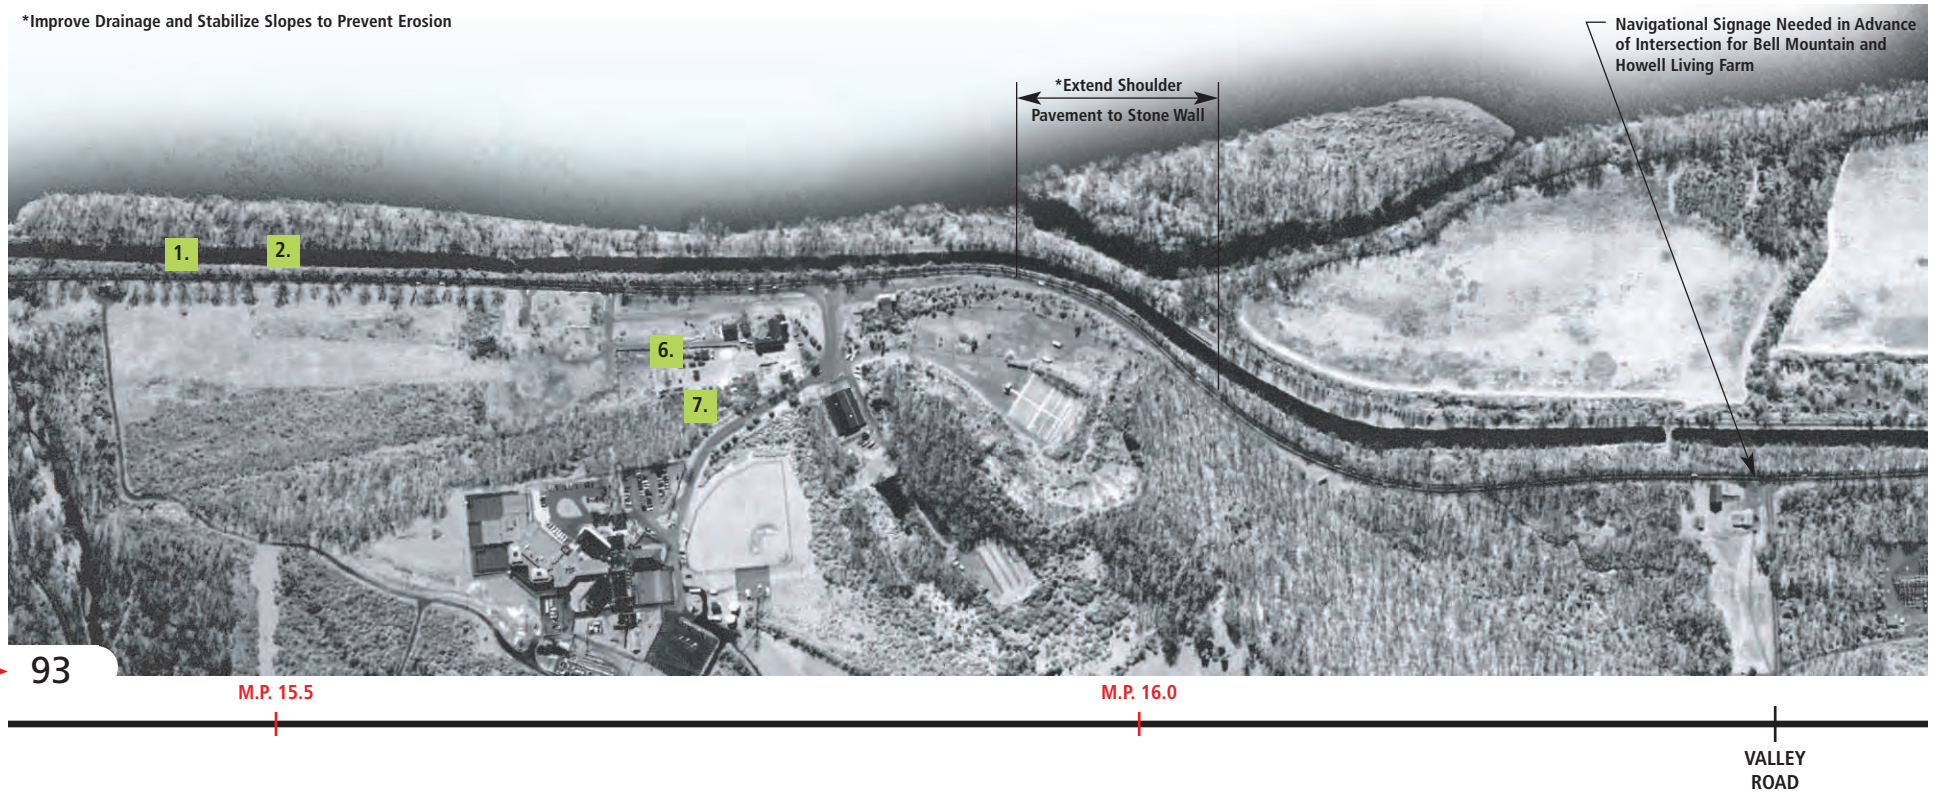 *Improve Drainage and Stabilize Slopes to Prevent Erosion
Navigational Signage Needed in Advance
of Intersection for Bell Mountain and
Howell Living Farm
*Extend Shoulder
Pavement to Stone Wall
1.
2.
6.
7.
93
M.P. 15.5
M.P. 16.0
VALLEY
ROAD